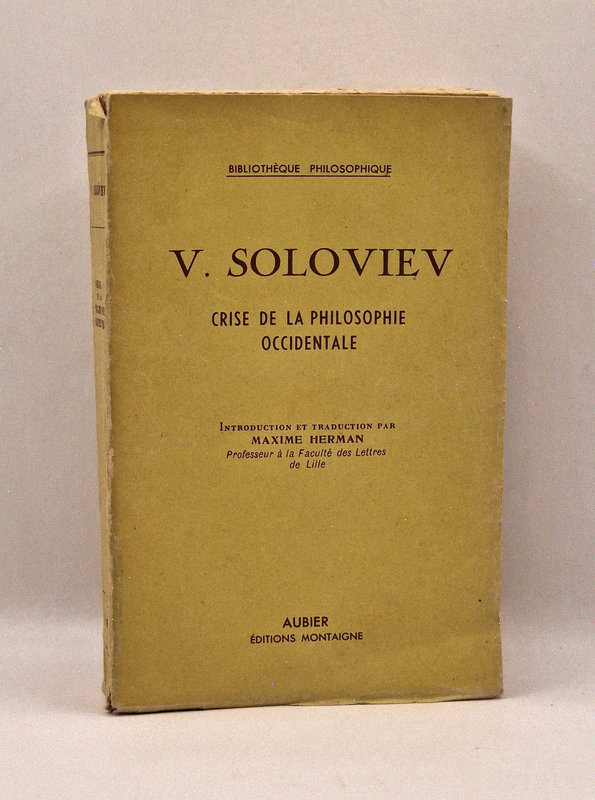 BIBLIOTHÈQUE PHILOSOPHIQUE
V. SOLOVIEV
CRISE DE LA PHILOSOPHIE
OCCIDENTALE
INTRODUCTION ET TRADUCTION PAR
MAXIME HERMAN
Professeur à la Faculté des Lettres
de Lille
AUBIER
ÉDITIONS MONTAIGNE